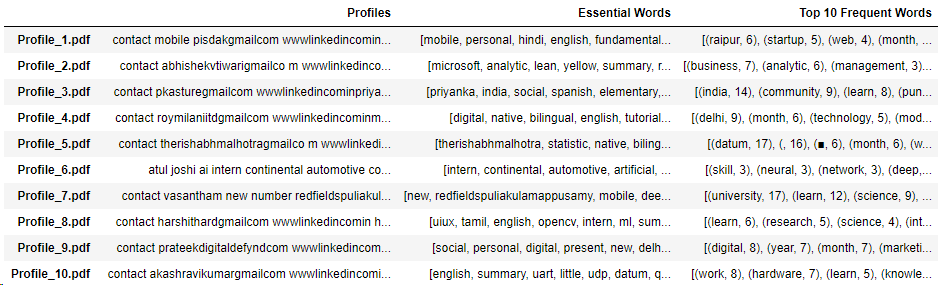 Profiles Essential Words Top 10 Frequent Words
Profile_1.pdf contact mobile pisdakgmailcom wwwlinkedincomin... [mobile, personal, hindi, english, fundamental... [(raipur, 6), (startup, 5), (web, 4), (month, ...
Profile_2.pdf contact abhishekvtiwarigmailco m wwwlinkedinco... [microsoft, analytic, lean, yellow, summary, r... [(business, 7), (analytic, 6), (management, 3)...
Profile_3.pdf contact pkasturegmailcom wwwlinkedincominpriya... [priyanka, india, social, spanish, elementary,... [(india, 14), (community, 9), (learn, 8), (pun...
Profile_4.pdf contact roymilaniitdgmailcom wwwlinkedincominm... [digital, native, bilingual, english, tutorial... [(delhi, 9), (month, 6), (technology, 5), (mod...
Profile_5.pdf contact therishabhmalhotragmailco m wwwlinkedi... [therishabhmalhotra, statistic, native, biling... [(datum, 17), (, 16), (■, 6), (month, 6), (w...
Profile_6.pdf atul joshi ai intern continental automotive co... [intern, continental, automotive, artificial, ... [(skill, 3), (neural, 3), (network, 3), (deep,...
Profile_7.pdf contact vasantham new number redfieldspuliakul... [new, redfieldspuliakulamappusamy, mobile, dee... [(university, 17), (learn, 12), (science, 9), ...
Profile_8.pdf contact harshithardgmailcom wwwlinkedincomin h... [uiux, tamil, english, opencv, intern, ml, sum... [(learn, 6), (research, 5), (science, 4), (int...
Profile_9.pdf contact prateekdigitaldefyndcom wwwlinkedincom... [social, personal, digital, present, new, delh... [(digital, 8), (year, 7), (month, 7), (marketi...
Profile_10.pdf contact akashravikumargmailcom wwwlinkedincomi... [english, summary, uart, little, udp, datum, q... [(work, 8), (hardware, 7), (learn, 5), (knowle...